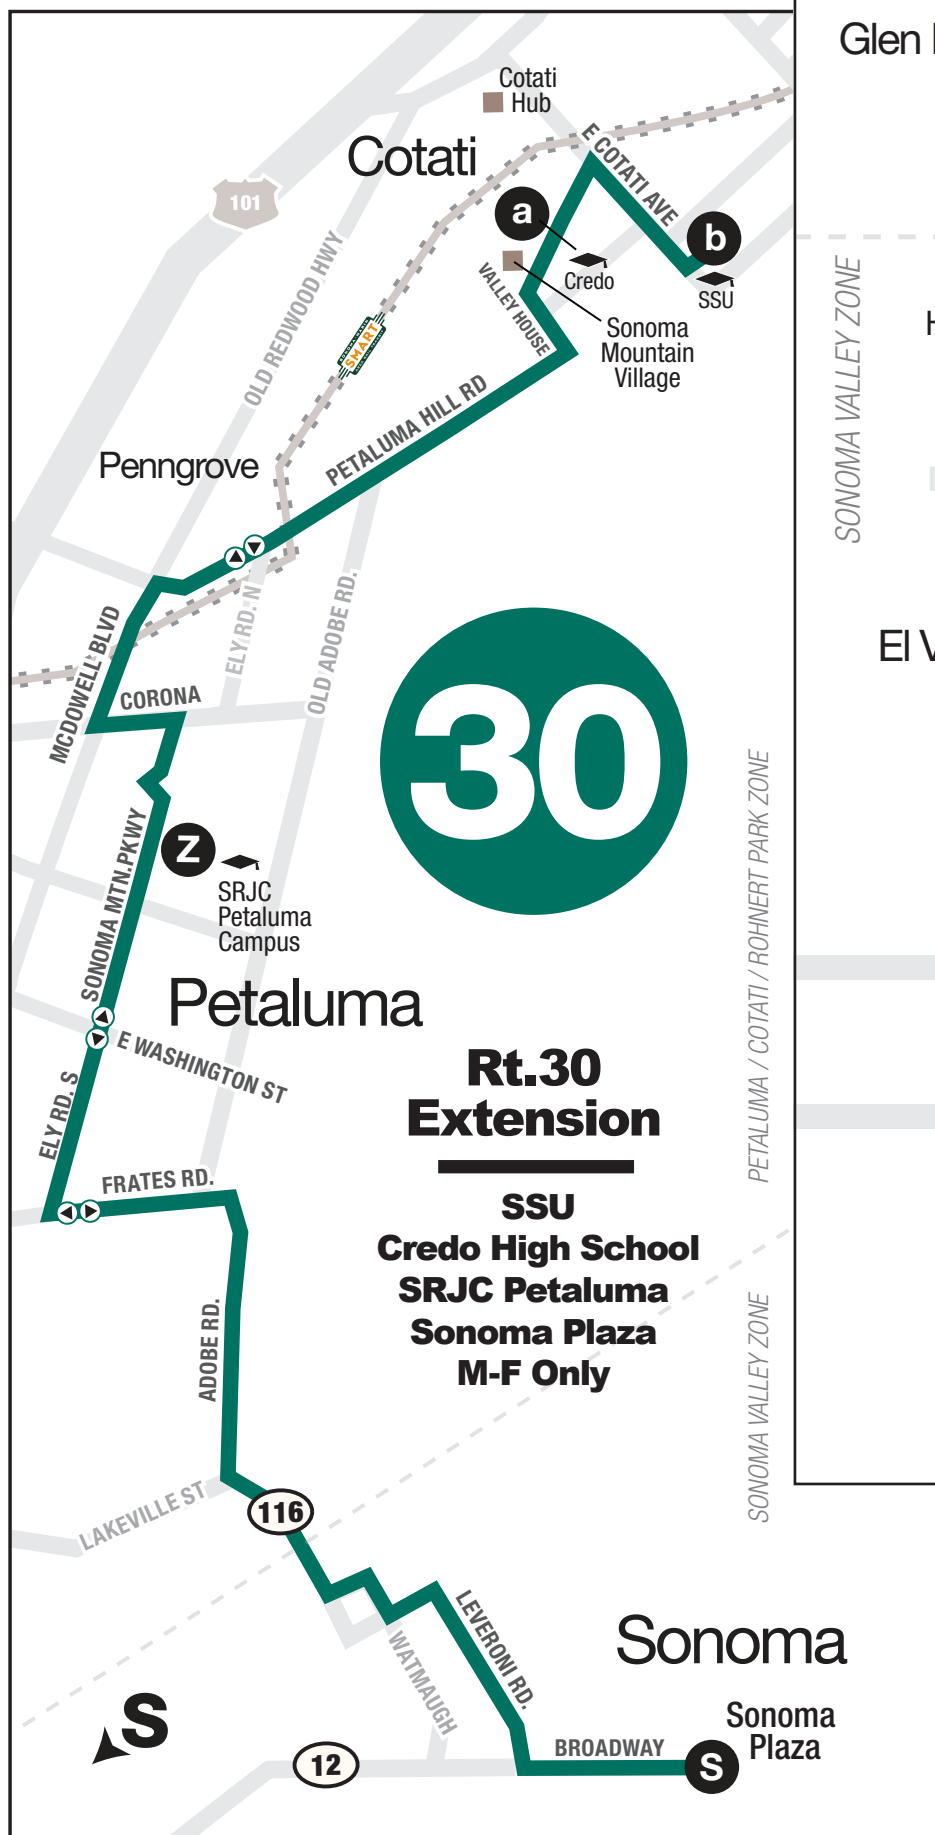 Glen
Cotati
Hub
Cotati
E COTATI AVE
101
a
b
Credo
SSU
OLD REDWOOD HWY
VALLEY HOUSE
SONOMA VALLEY ZONE
H
Sonoma
Mountain
Village
SMART
PETALUMA HILL RD
Penngrove
ELY RD. N
OLD ADOBE RD.
MCDOWELL BLVD
El V
CORONA
30
PETALUMA / COTATI / ROHNERT PARK ZONE
SONOMA MTN.PKWY
Z
SRJC
Petaluma
Campus
Petaluma
E WASHINGTON ST
Rt.30
Extension
ELY RD. S
FRATES RD.
SSU
Credo High School
SRJC Petaluma
Sonoma Plaza
M-F Only
ADOBE RD.
SONOMA VALLEY ZONE
LAKEVILLE ST
116
LEVERONI RD.
WATMAUGH
Sonoma
S
Sonoma
Plaza
12
BROADWAY
S